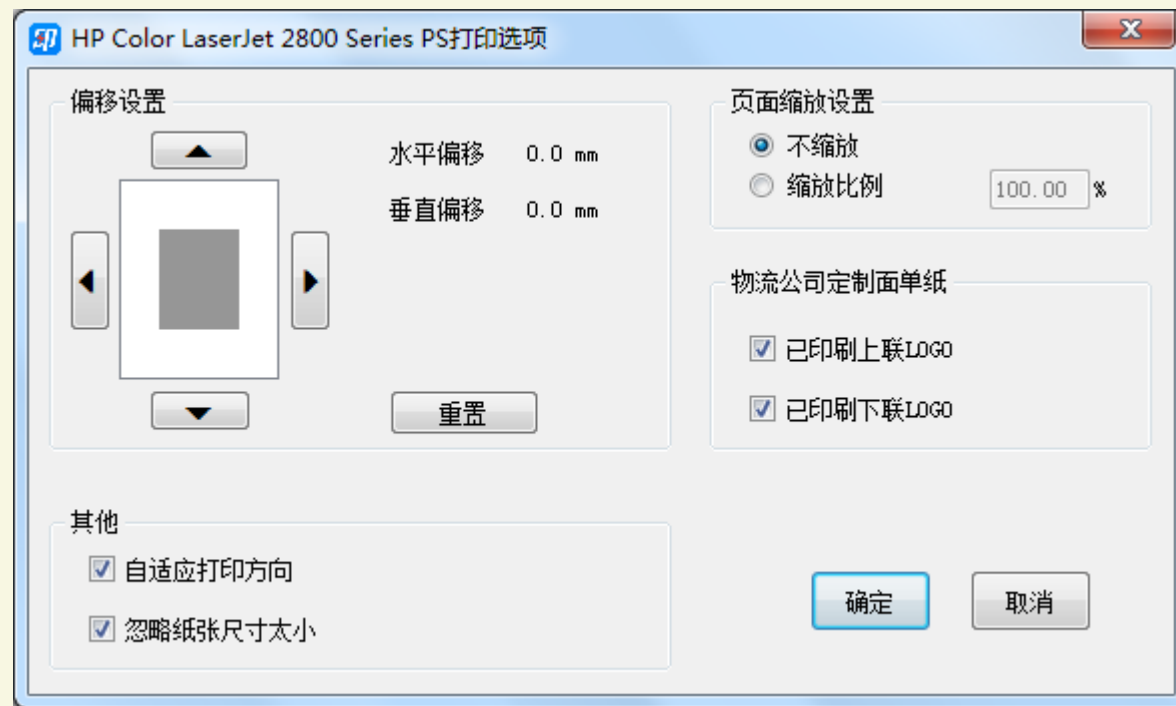 HP Color LaserJet 2800 Series PS打印选项
偏移设置
水平偏移 0.0 mm
垂直偏移 0.0 mm
重置
页面缩放设置
不缩放
缩放比例 100.00 %
物流公司定制面单纸
已印刷上联LOGO
已印刷下联LOGO
其他
自适应打印方向
忽略纸张尺寸太小
确定 取消